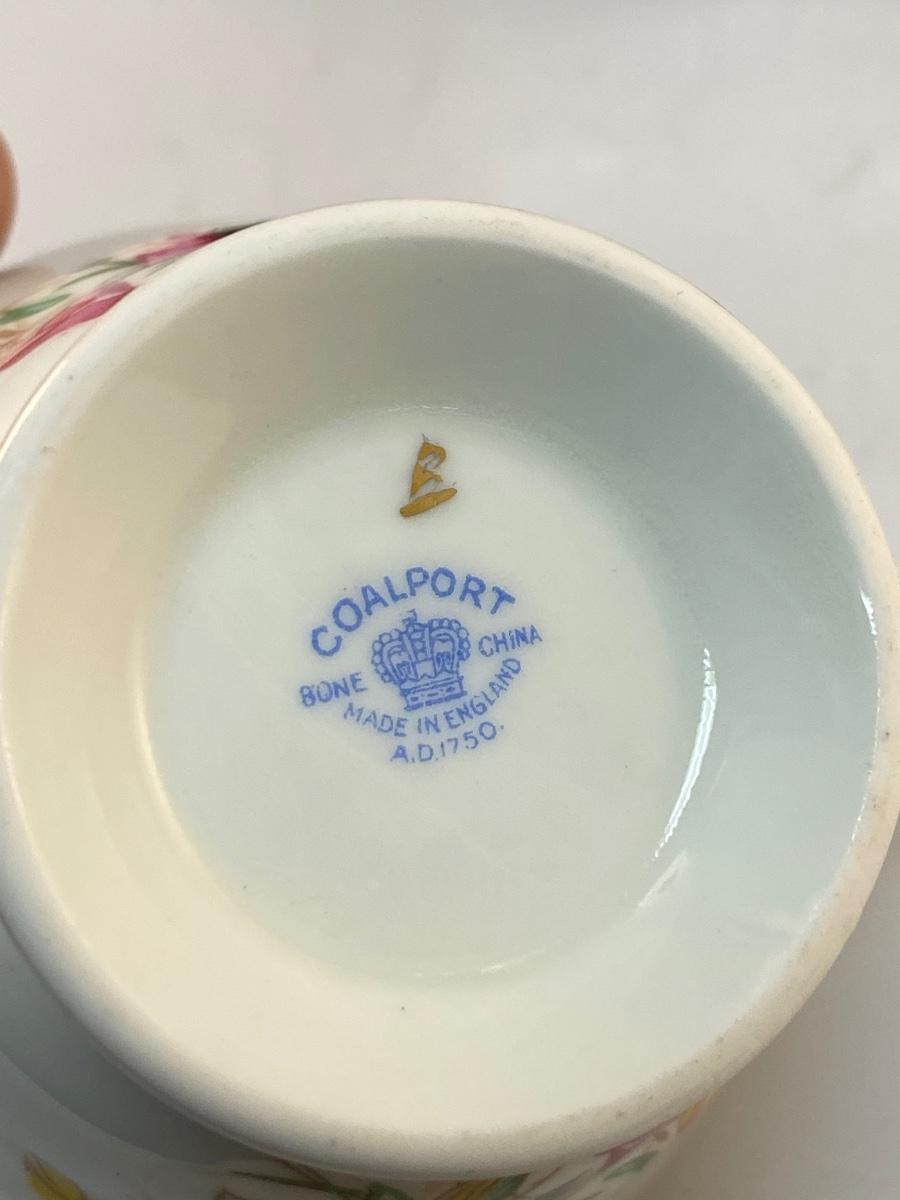 COALPORT
BONE CHINA
MADE IN ENGLAND
A.D.1750.